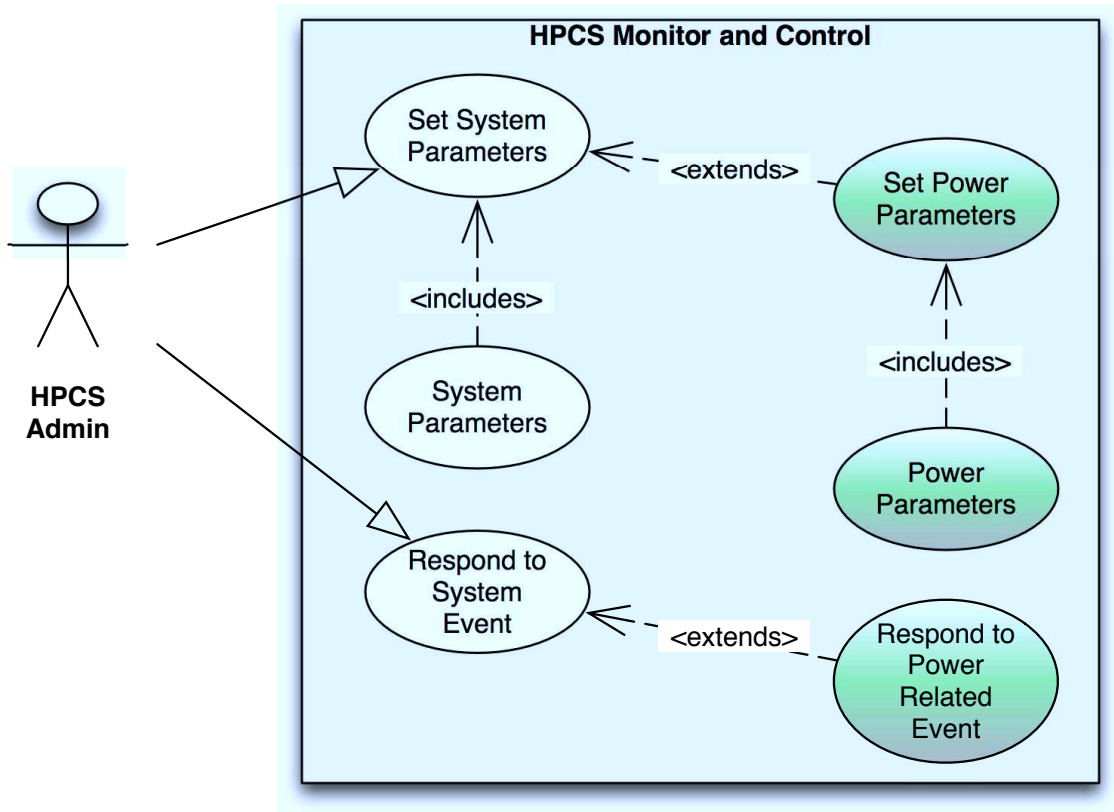 HPCS Monitor and Control
Set System
Parameters
<extends>
Set Power
Parameters
<includes>
<includes>
HPCS
Admin
System
Parameters
Power
Parameters
Respond to
System
Event
<extends>
Respond to
Power
Related
Event